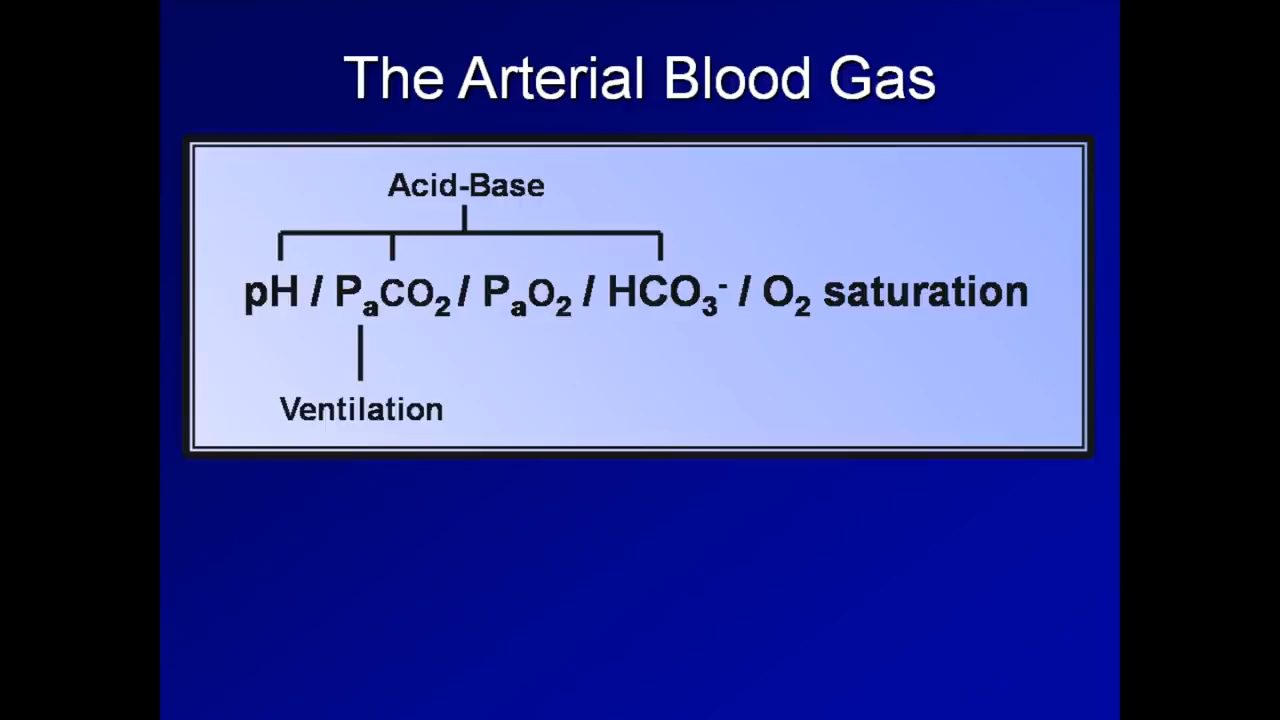 The Arterial Blood Gas
Acid-Base
pH / PaCO2 / PaO2 / HCO3- / O2 saturation
Ventilation